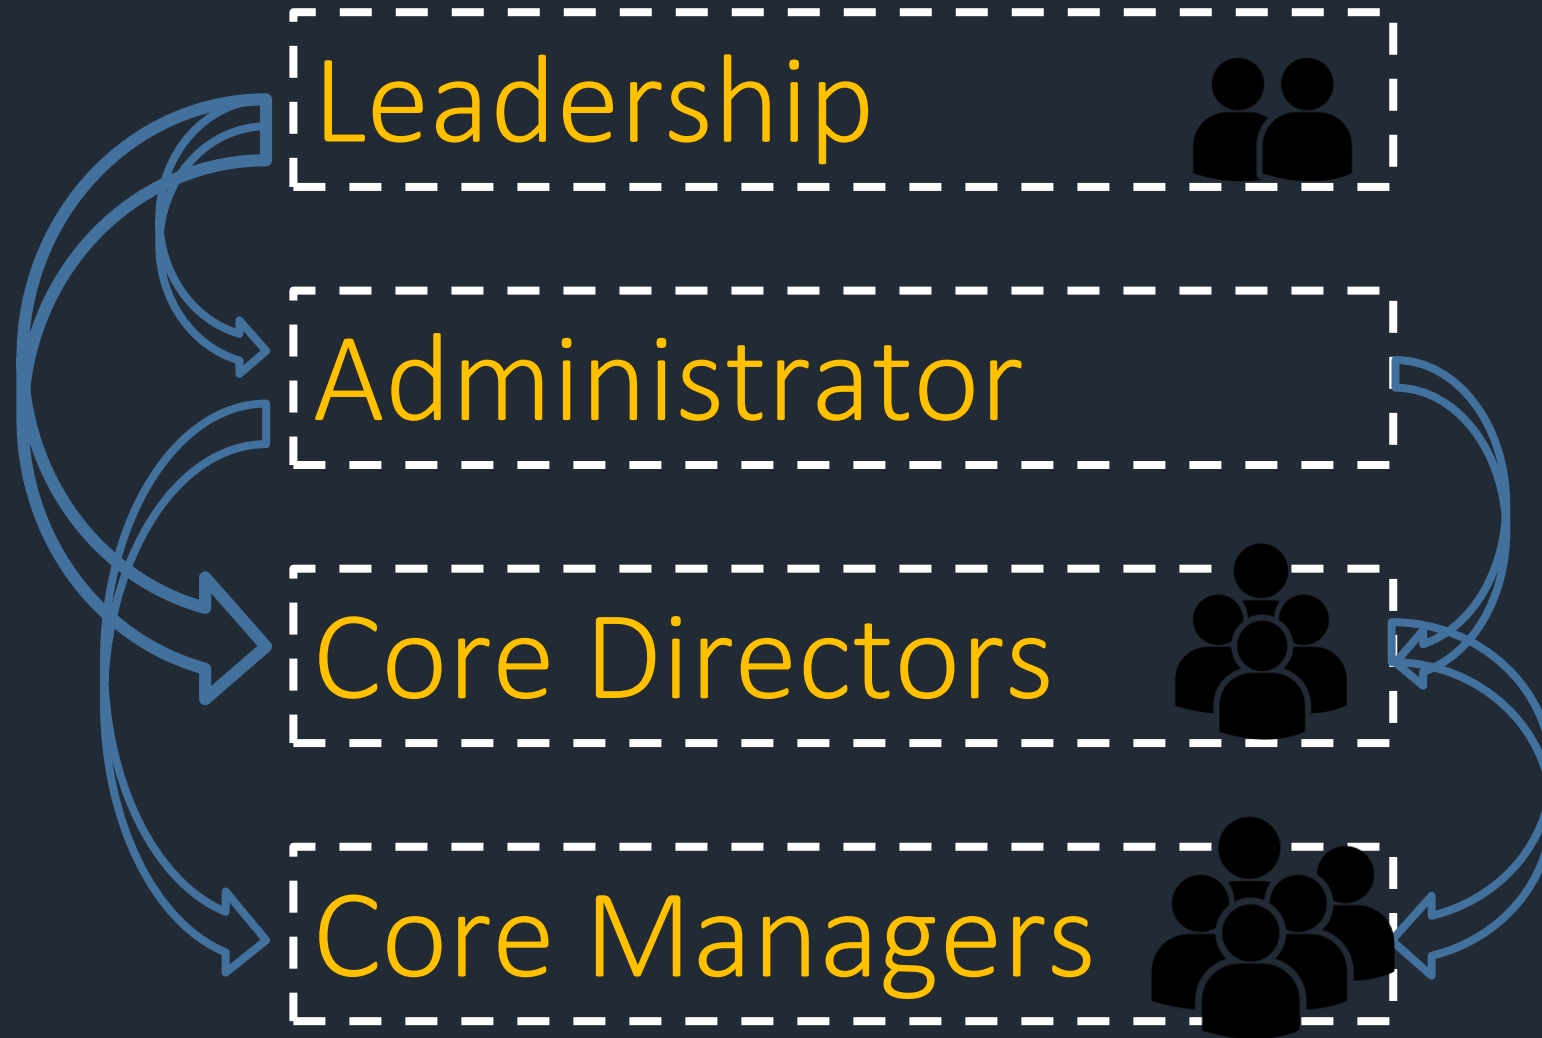 Leadership
Administrator
Core Directors
Core Managers